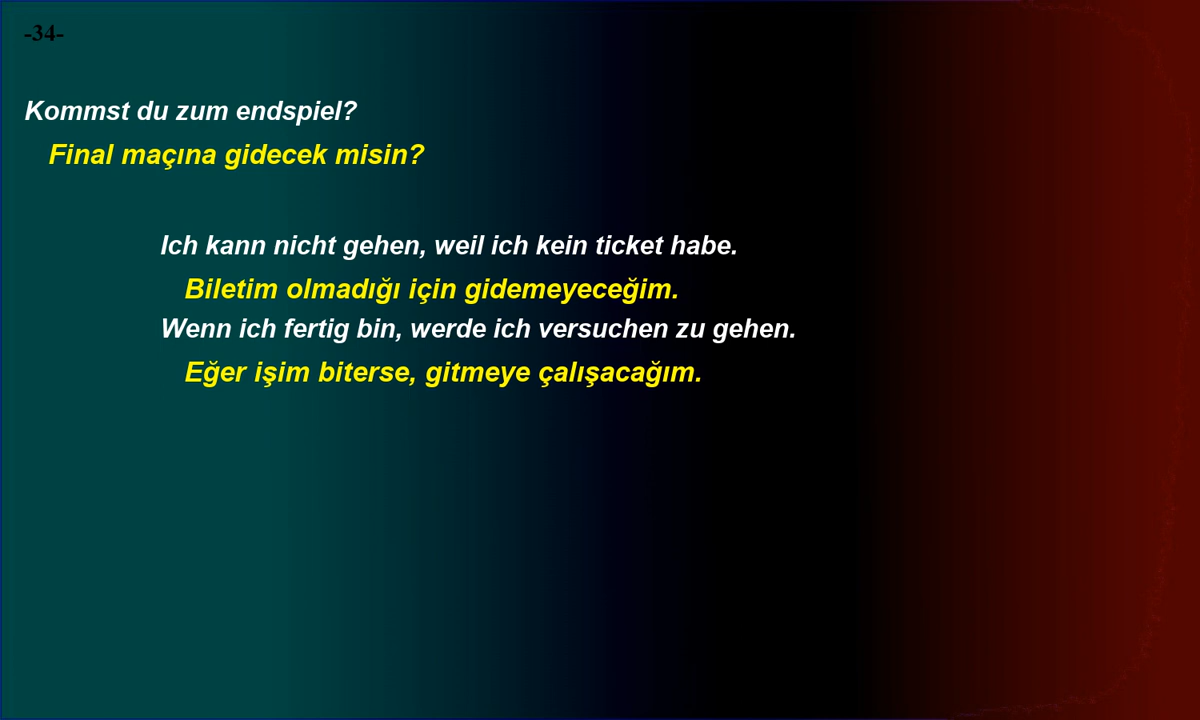 -34-
Kommst du zum endspiel?
Final maçına gidecek misin?
Ich kann nicht gehen, weil ich kein ticket habe.
Biletim olmadığı için gidemeyeceğim.
Wenn ich fertig bin, werde ich versuchen zu gehen.
Eğer işim biterse, gitmeye çalışacağım.